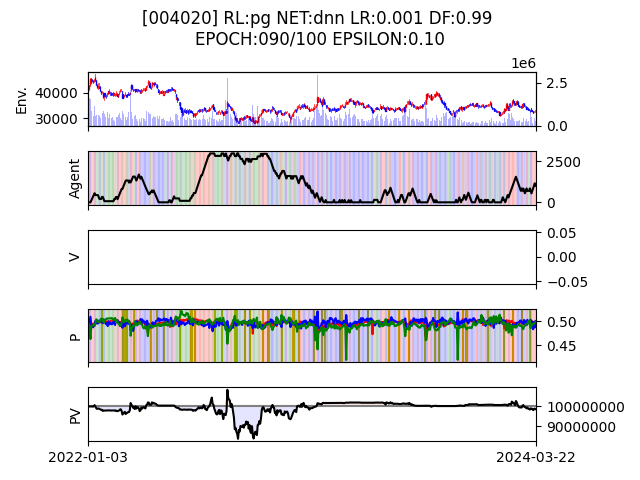 [004020] RL:pg NET:dnn LR:0.001 DF:0.99
EPOCH:090/100 EPSILON:0.10
1e6
Env.
40000
30000
2.5
0.0
Agent
2500
0
V
0.05
0.00
−0.05
P
0.50
0.45
PV
100000000
90000000
2022-01-03
2024-03-22